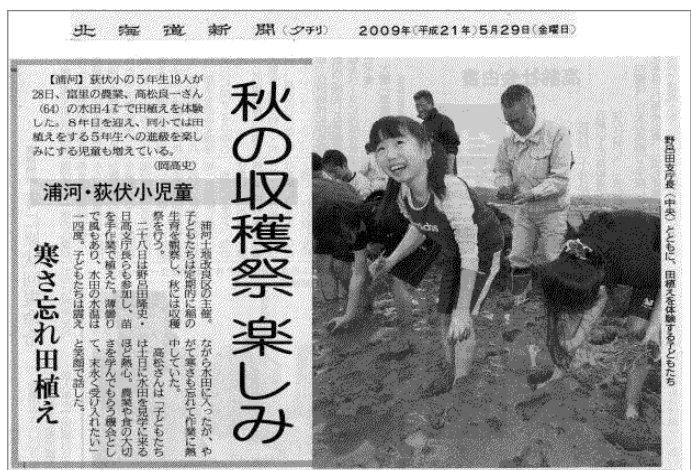 北海道新聞(夕刊) 2009年(平成21年)5月29日(金曜日)
【浦河】荻伏小の5年生19人が
28日、富里の農業、高松良一さん
(64)の水田4㌃で田植えを体験
した。8年目を迎え、同小では田
植えをする5年生への進級を楽し
みにする児童も増えている。
(岡高史)
秋の収穫祭 楽しみ
浦河・荻伏小児童
寒さ忘れ田植え
浦河土地改良区の主催。
子どもたちは定期的に稲の
生育を観察し、秋には収穫
祭を行う。
二十八日は野呂田隆史・
日高支庁長らも参加し、苗
を手作業で植えた。薄曇り
で風もあり、水田の水温は
一四度。子どもたちは震え
ながら水田に入ったが、や
がて寒さも忘れて作業に熱
中していた。
高松さんは「子どもたち
は土日に水田を見学に来る
ほど熱心。農業や食の大切
さを学んでもらう機会とし
て、末永く受け入れたい」
と笑顔で話した。
野呂田支庁長(中央)とともに、田植えを体験する子どもたち